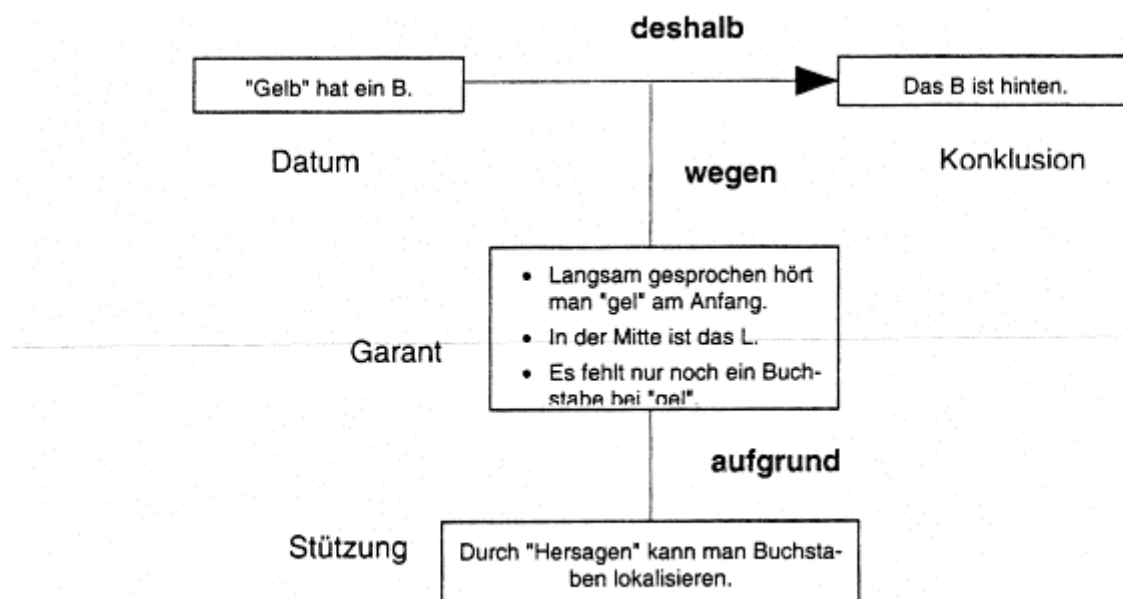 deshalb
"Gelb" hat ein B.
Das B ist hinten.
Datum
Konklusion
wegen
• Langsam gesprochen hört
man "gel" am Anfang.
• In der Mitte ist das L.
• Es fehlt nur noch ein Buch-
stabe bei "gel".
Garant
aufgrund
Stützung
Durch "Hersagen" kann man Buchsta-
ben lokalisieren.